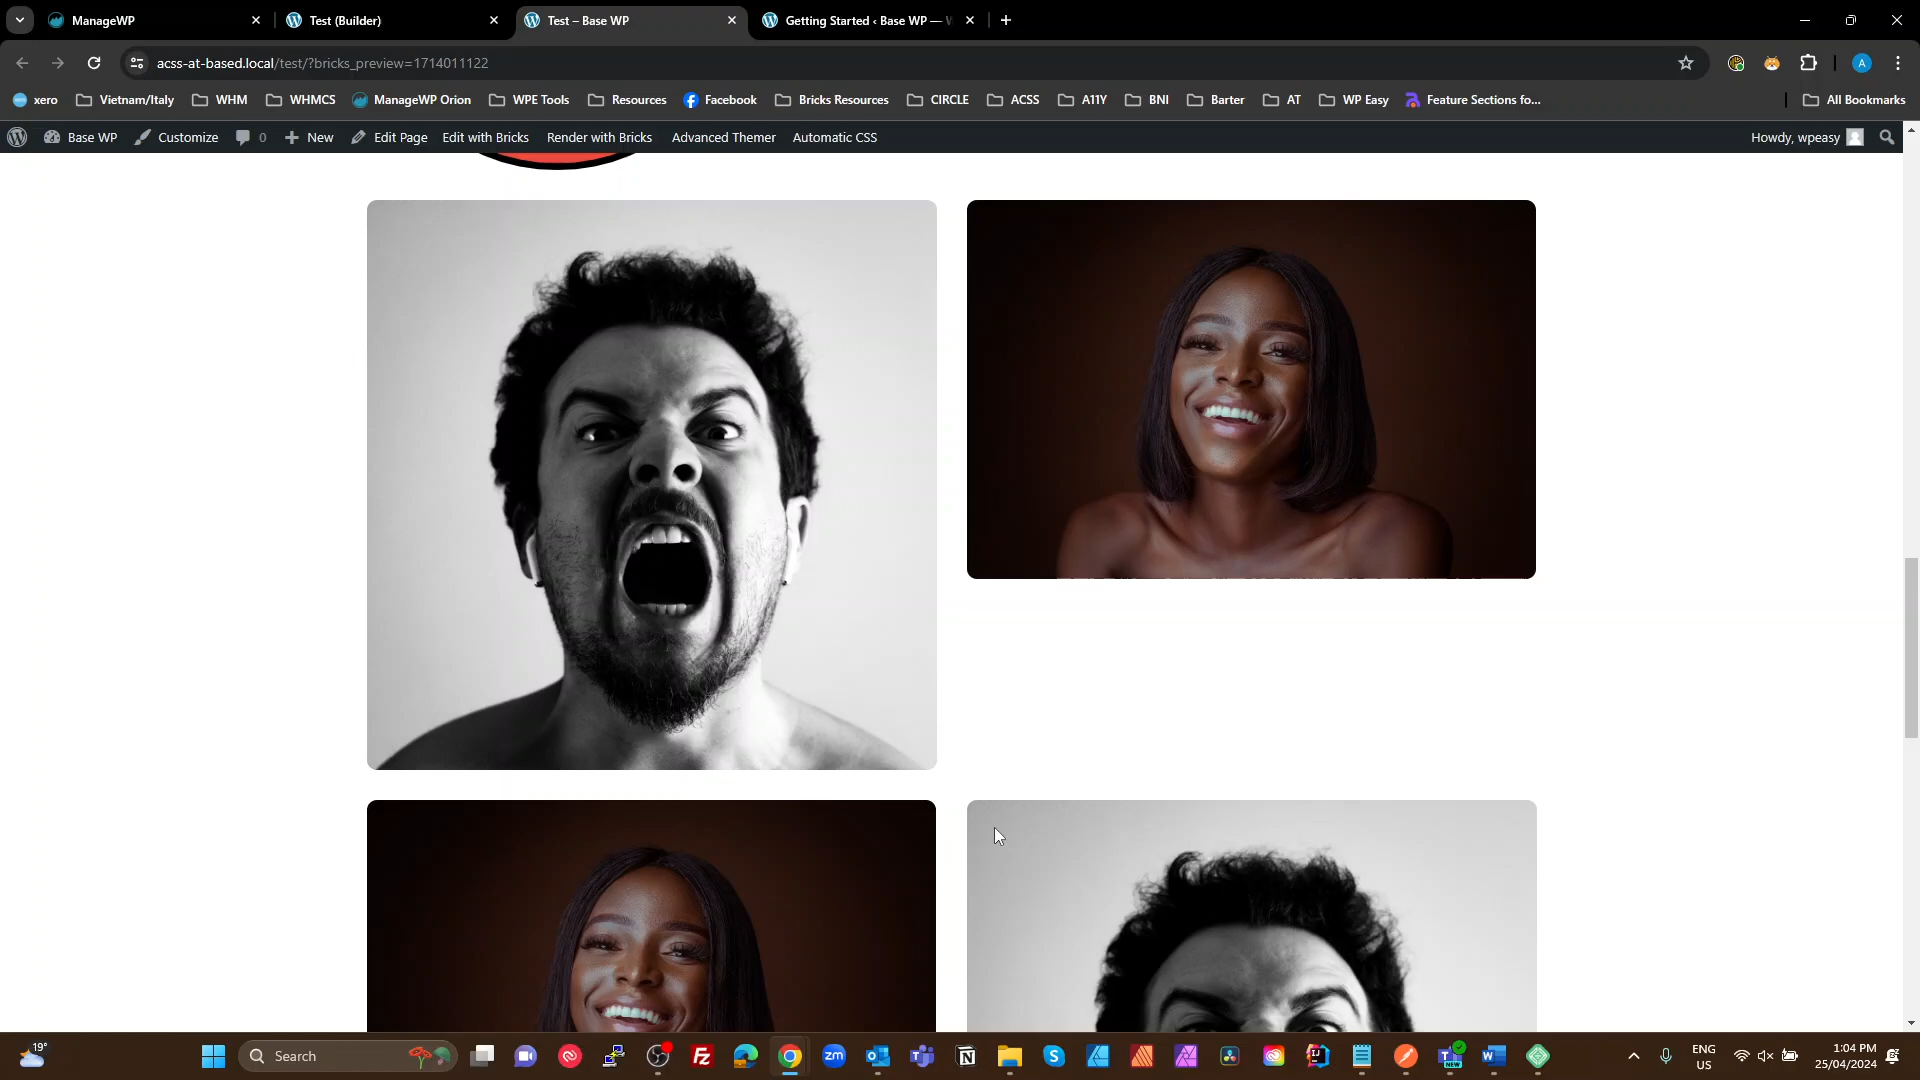 ManageWP
Test (Builder)
Test – Base WP
Getting Started ‹ Base WP —
acss-at-based.local/test/?bricks_preview=1714011122
xero
Vietnam/Italy
WHM
WHMCS
ManageWP Orion
WPE Tools
Resources
Facebook
Bricks Resources
CIRCLE
ACSS
A11Y
BNI
Barter
AT
WP Easy
Feature Sections fo...
All Bookmarks
Base WP
Customize
0
New
Edit Page
Edit with Bricks
Render with Bricks
Advanced Themer
Automatic CSS
Howdy, wpeasy
19°
Search
zm
NEW
ENG
US
1:04 PM
25/04/2024